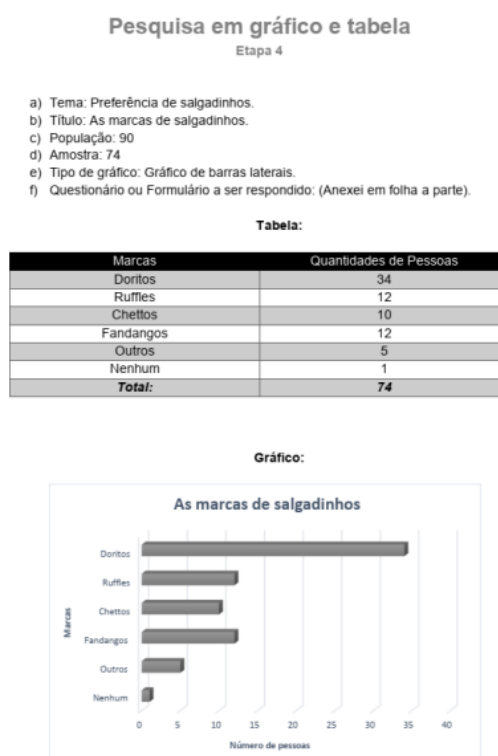 Pesquisa em gráfico e tabela
Etapa 4
a) Tema: Preferência de salgadinhos.
b) Título: As marcas de salgadinhos.
c) População: 90
d) Amostra: 74
e) Tipo de gráfico: Gráfico de barras laterais.
f) Questionário ou Formulário a ser respondido: (Anexei em folha a parte).
Tabela:
Marcas Quantidades de Pessoas
Doritos 34
Ruffles 12
Chettos 10
Fandangos 12
Outros 5
Nenhum 1
Total: 74
Gráfico:
As marcas de salgadinhos
Marcas
Doritos
Ruffles
Chettos
Fandangos
Outros
Nenhum
0 5 10 15 20 25 30 35 40
Número de pessoas